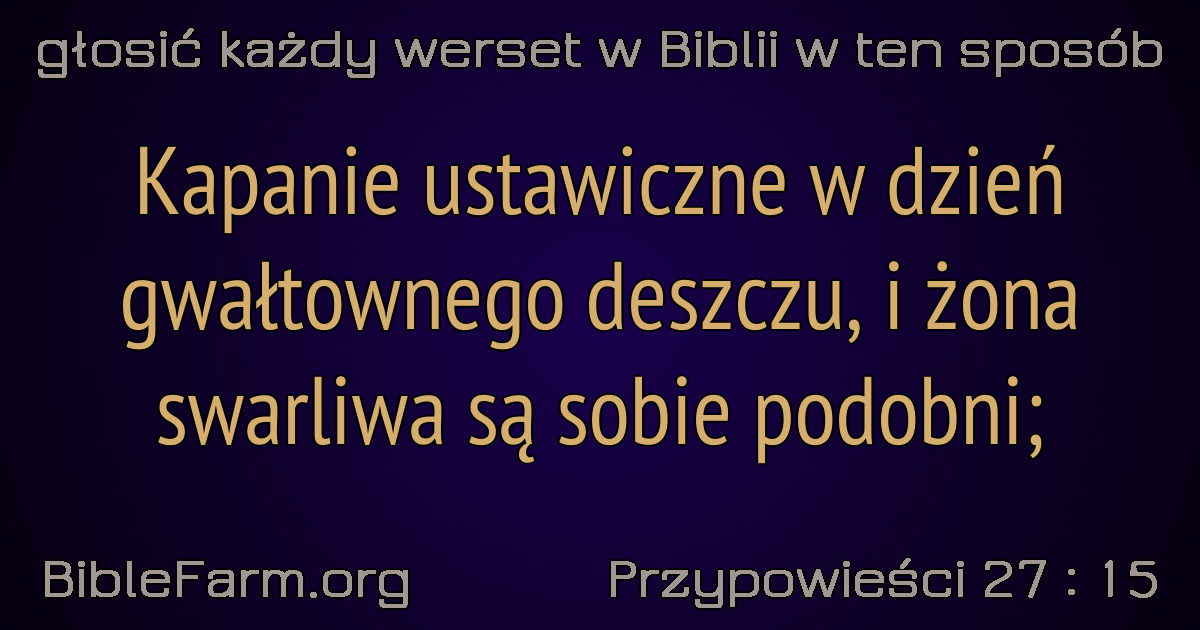 głosić każdy werset w Biblii w ten sposób
Kapanie ustawiczne w dzień
gwałtownego deszczu, i żona
swarliwa są sobie podobni;
BibleFarm.org
Przypowieści 27 : 15